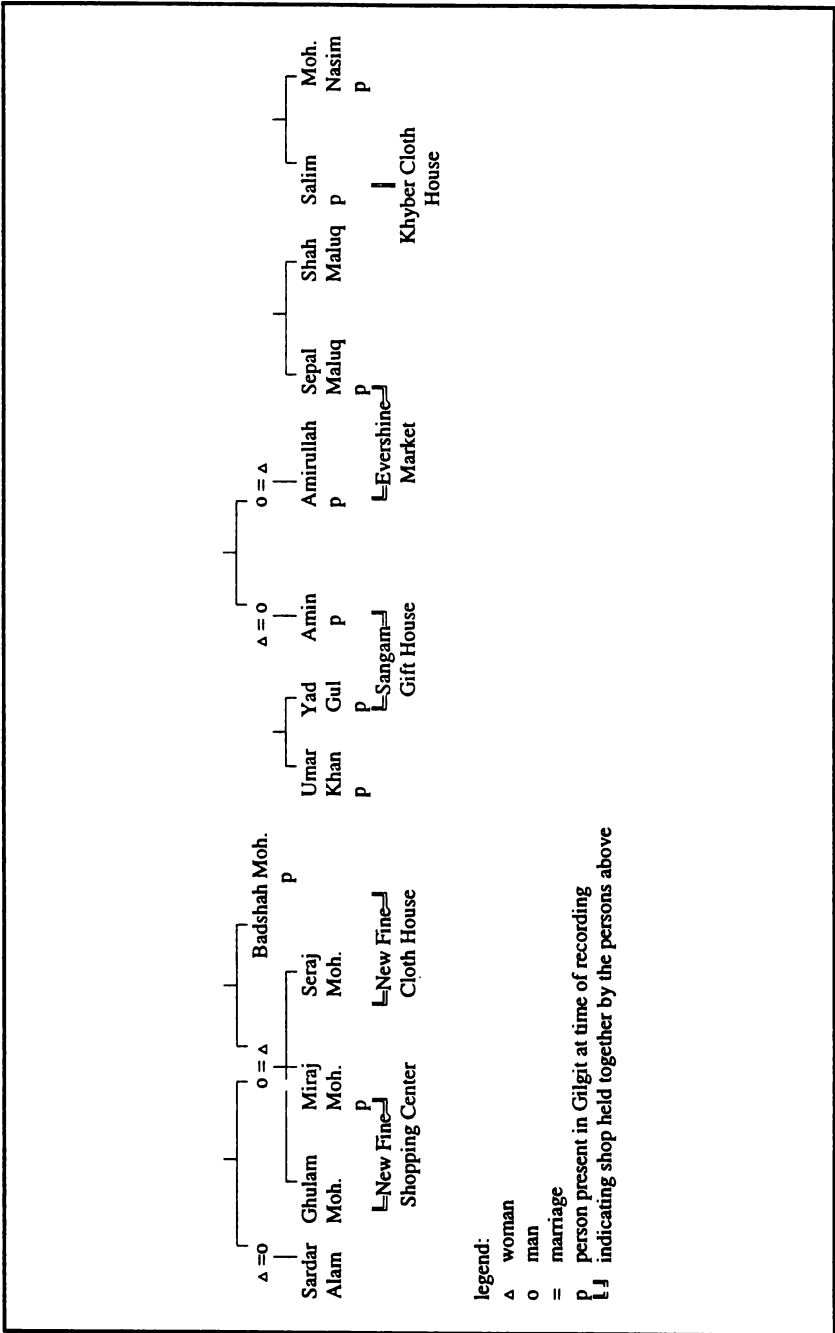 Δ =O
O = Δ
Badshah Moh.
p
Δ = O
O = Δ
Sardar
Alam
Ghulam
Moh.
Miraj
Moh.
p
Seraj
Moh.
Umar
Khan
p
Yad
Gul
p
Amin
p
Amirullah
p
Sepal
Maluq
p
Shah
Maluq
Salim
p
Moh.
Nasim
p
New Fine
Shopping Center
New Fine
Cloth House
Sangam
Gift House
Evershine
Market
Khyber Cloth
House
legend:
Δ woman
O man
= marriage
p person present in Gilgit at time of recording
indicating shop held together by the persons above